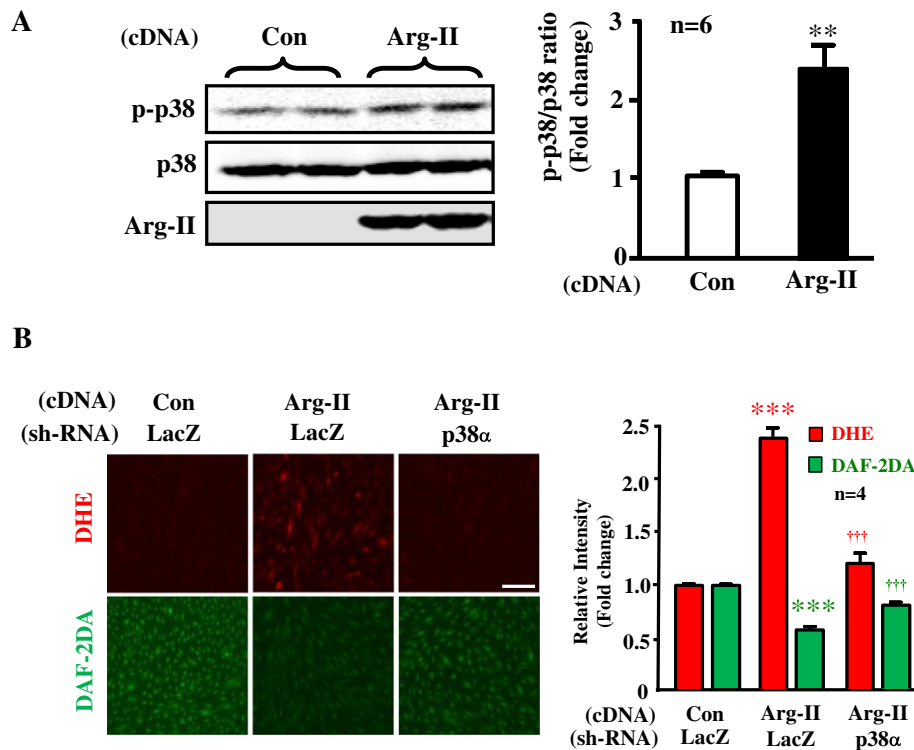 A
(cDNA) Con Arg-II
p-p38
p38
Arg-II
n=6
**
p-p38/p38 ratio
(Fold change)
3
2
1
0
(cDNA) Con Arg-II
B
(cDNA) Con Arg-II Arg-II
(sh-RNA) LacZ LacZ p38α
DHE
DAF-2DA
***
DHE
DAF-2DA
n=4
†††
†††
***
Relative Intensity
(Fold change)
2.5
2.0
1.0
0.5
(cDNA) Con Arg-II Arg-II
(sh-RNA) LacZ LacZ p38α